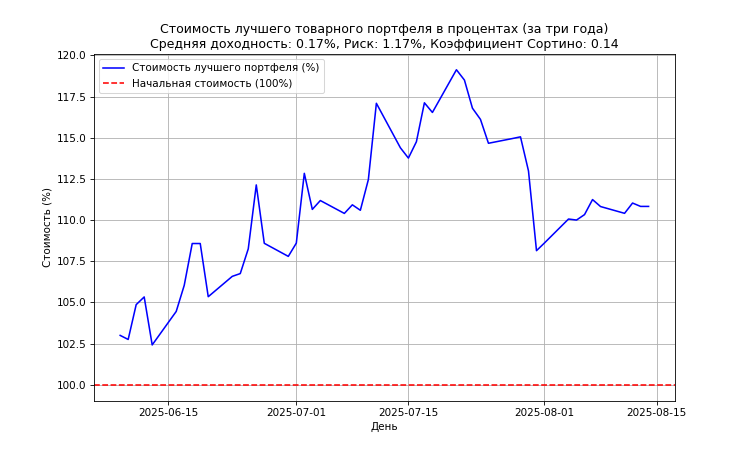 Стоимость лучшего товарного портфеля в процентах (за три года)
Средняя доходность: 0.17%, Риск: 1.17%, Коэффициент Сортино: 0.14
Стоимость лучшего портфеля (%)
Начальная стоимость (100%)
Стоимость (%)
120.0
117.5
115.0
112.5
110.0
107.5
105.0
102.5
100.0
2025-06-15
2025-07-01
2025-07-15
2025-08-01
2025-08-15
День